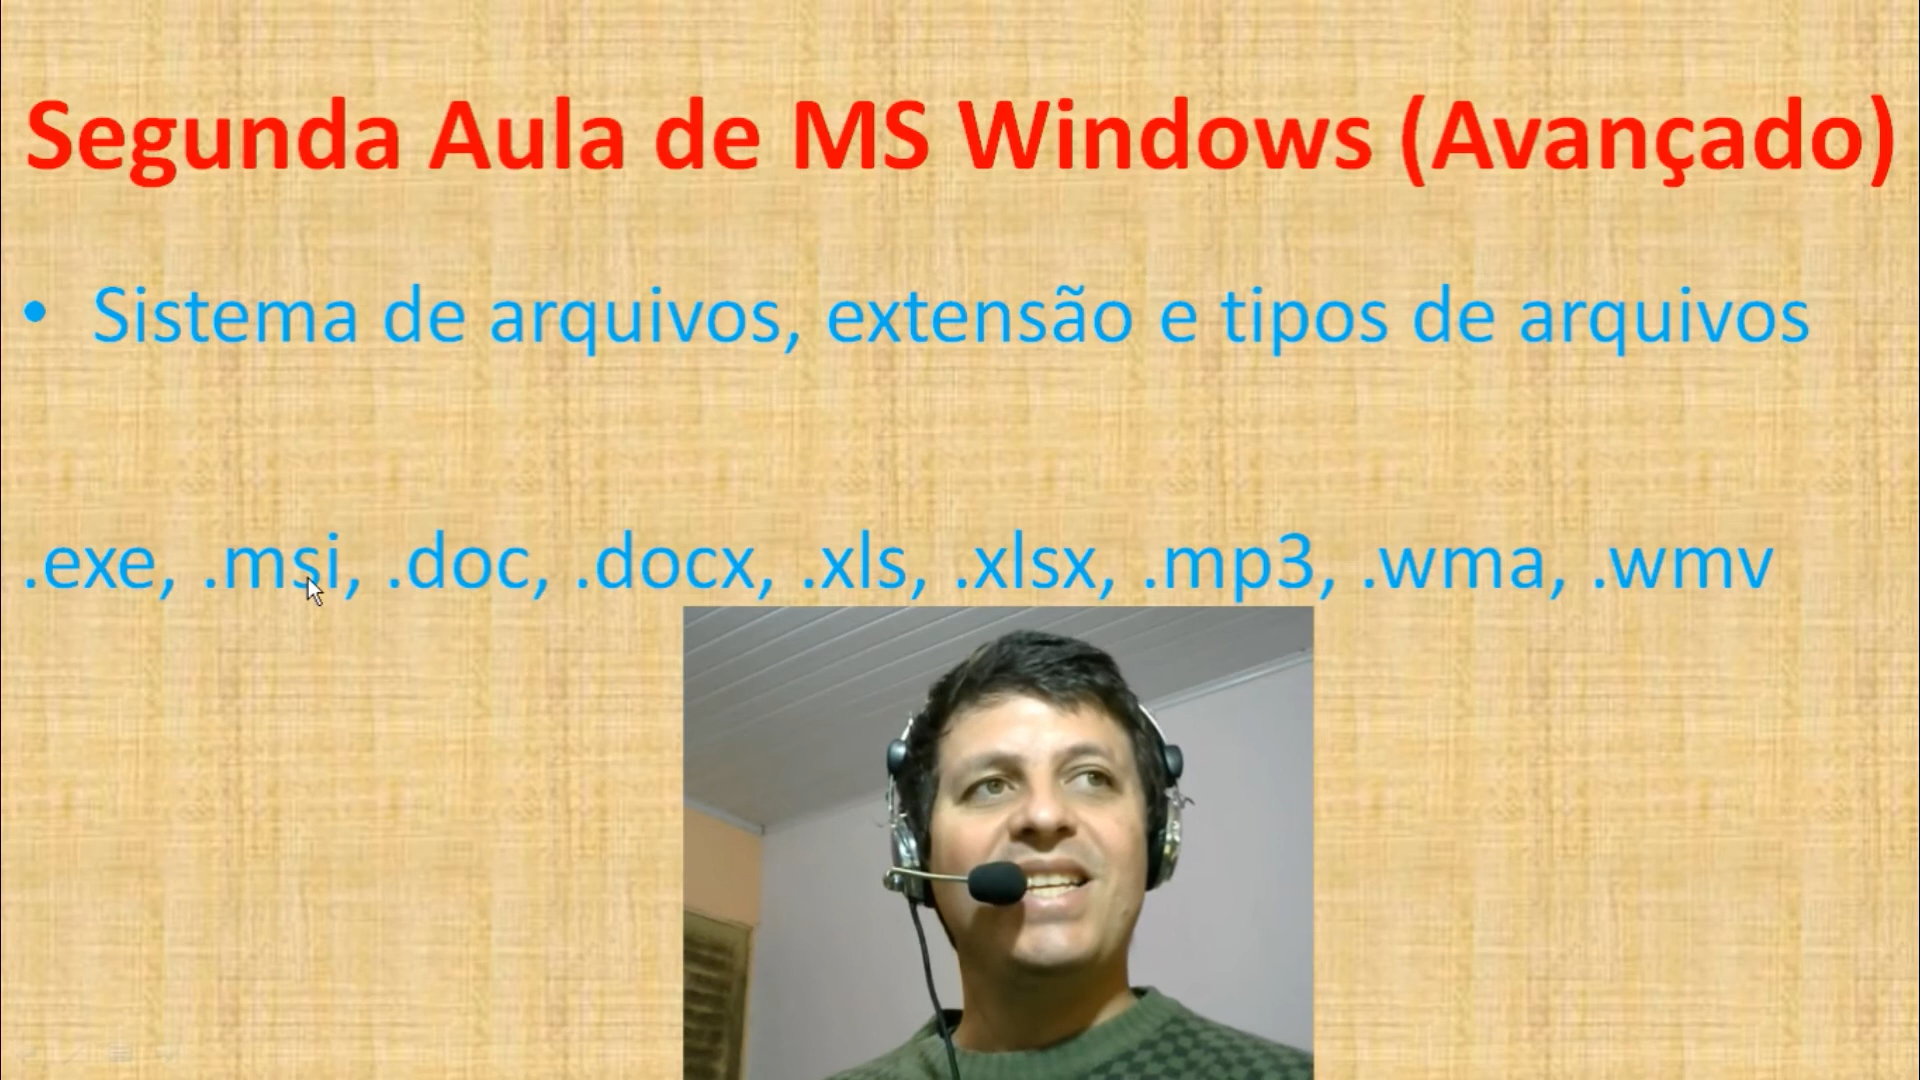 Segunda Aula de MS Windows (Avançado)
• Sistema de arquivos, extensão e tipos de arquivos
.exe, .msi, .doc, .docx, .xls, .xlsx, .mp3, .wma, .wmv